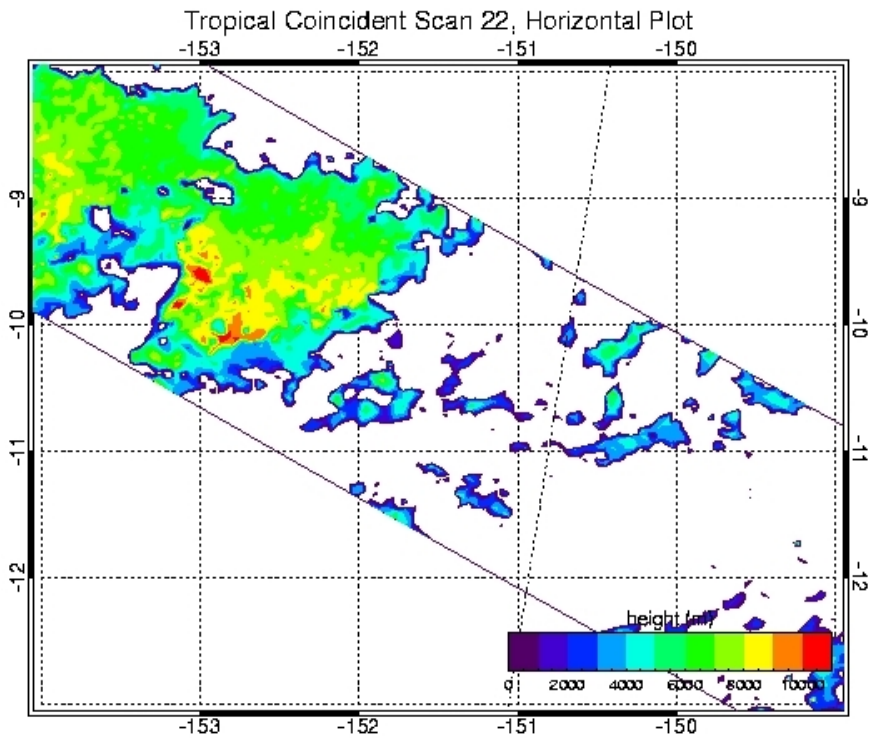 Tropical Coincident Scan 22, Horizontal Plot
-153 -152 -151 -150
-9 -9
-10 -10
-11 -11
-12 -12
height (m)
0 2000 4000 6000 8000 10000
-153 -152 -151 -150